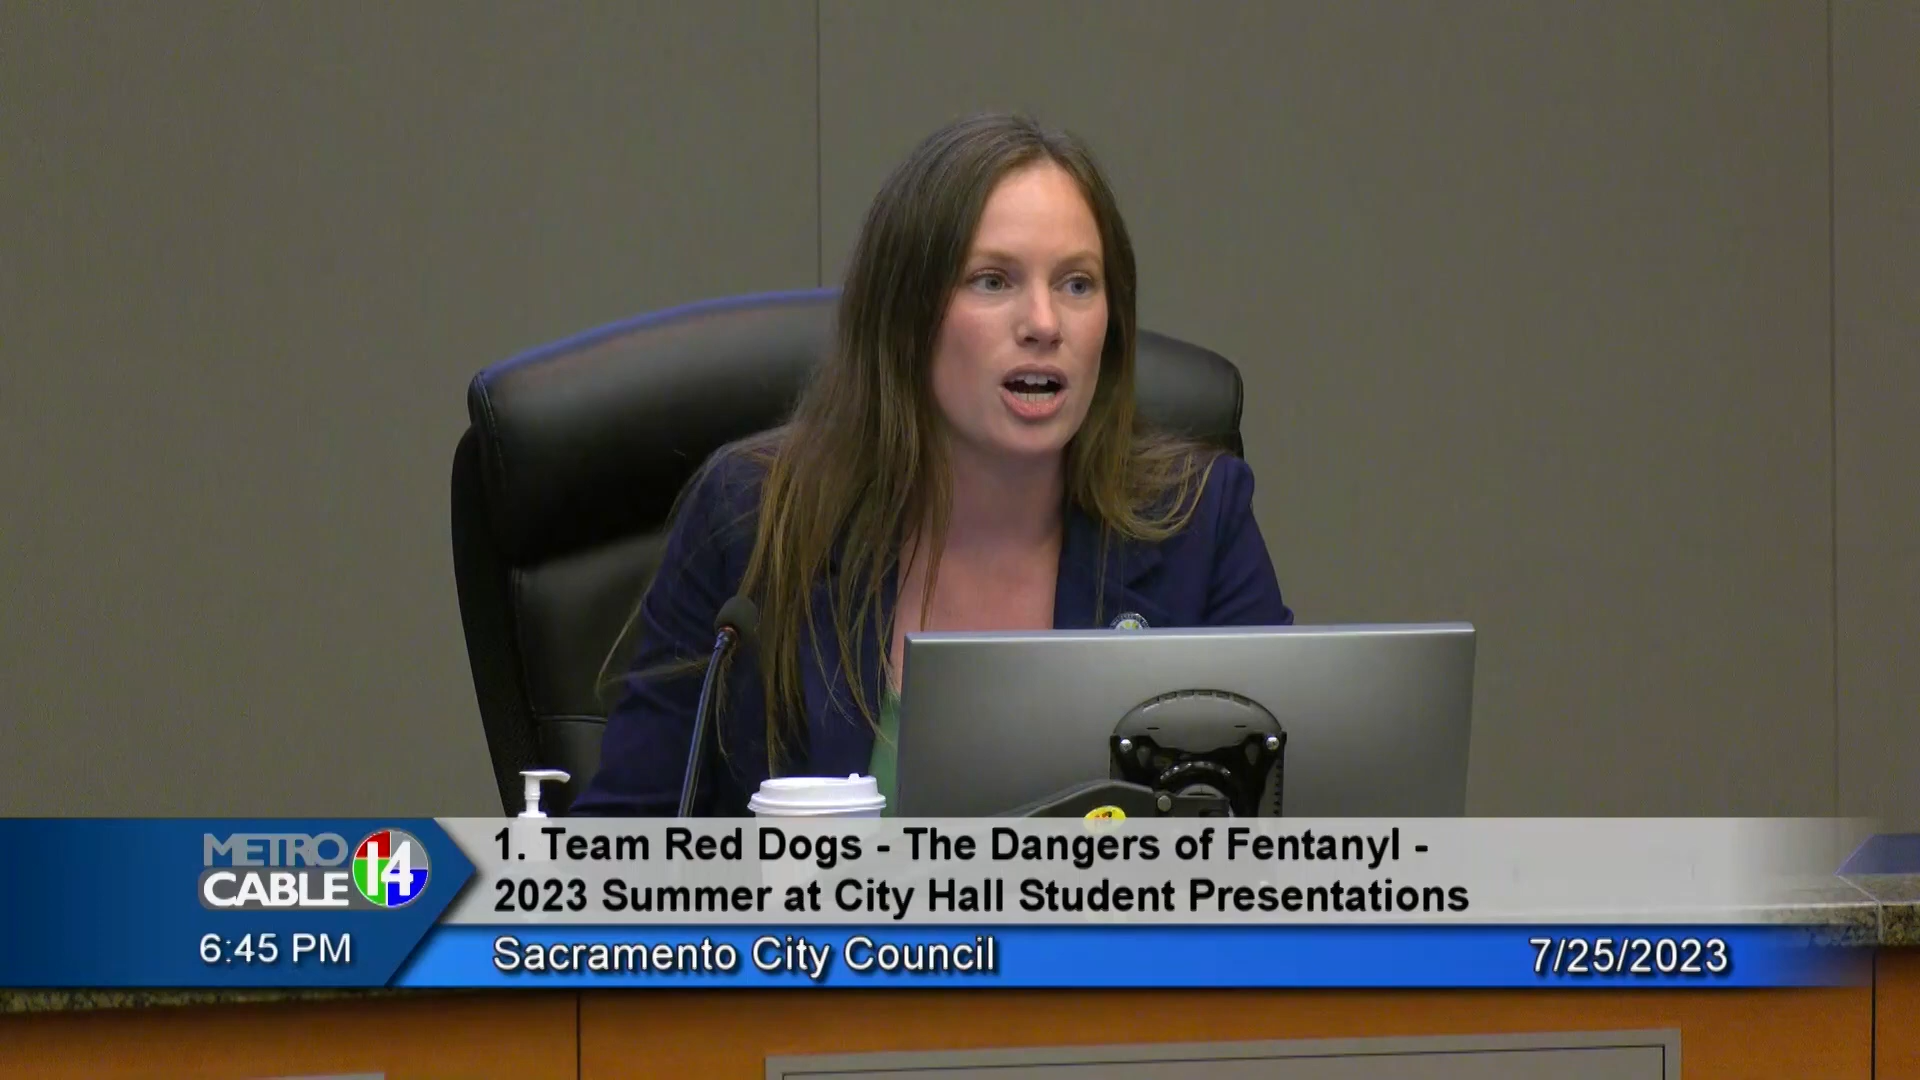 METRO
CABLE 14
6:45 PM
1. Team Red Dogs - The Dangers of Fentanyl -
2023 Summer at City Hall Student Presentations
Sacramento City Council
7/25/2023